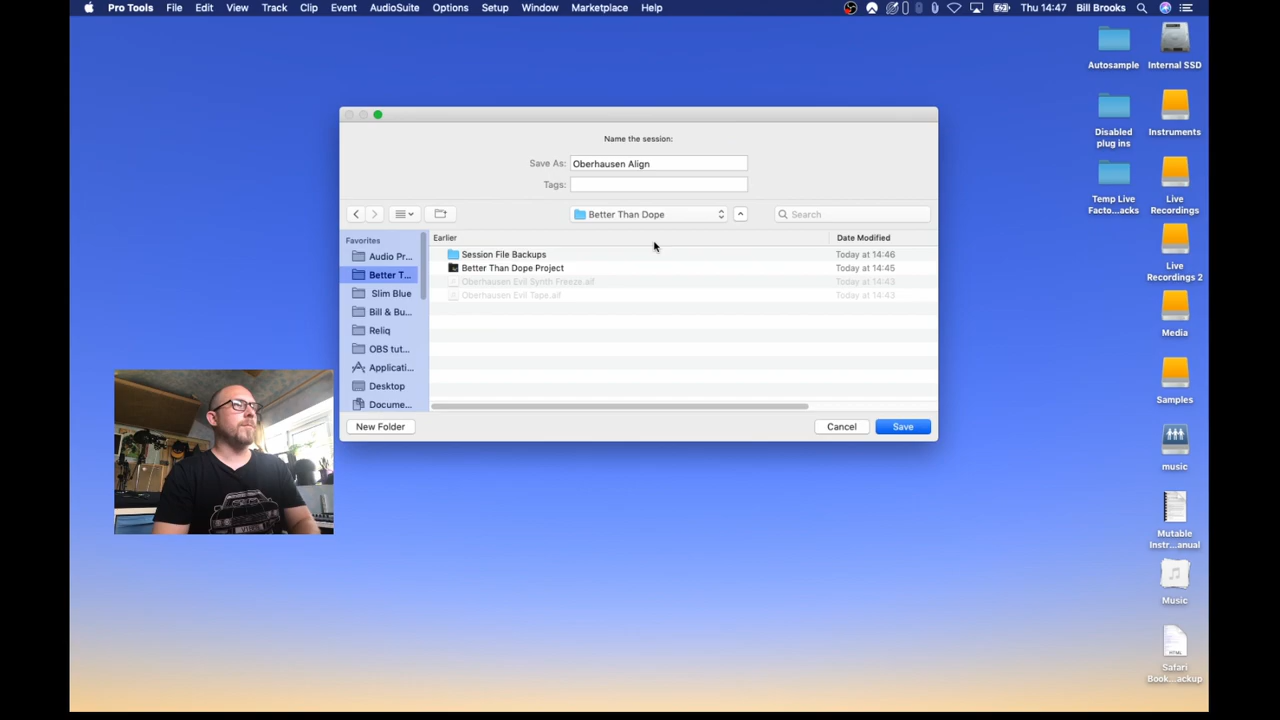 Pro Tools File Edit View Track Clip Event AudioSuite Options Setup Window Marketplace Help Thu 14:47 Bill Brooks
Autosample
Internal SSD
Disabled
plug ins
Instruments
Temp Live
Facto...acks
Live
Recordings
Live
Recordings 2
Media
Samples
music
Mutable
Instr...anual
Music
Safari
Book...ackup
Name the session:
Save As: Oberhausen Align
Tags:
Better Than Dope
Search
Favorites
Audio Pr...
Better T...
Slim Blue
Bill & Bu...
Reliq
OBS tut...
Applicati...
Desktop
Docume...
Earlier Date Modified
Session File Backups Today at 14:46
Better Than Dope Project Today at 14:45
Oberhausen Evil Synth Freeze.aif Today at 14:43
Oberhausen Evil Tape.aif Today at 14:43
New Folder Cancel Save